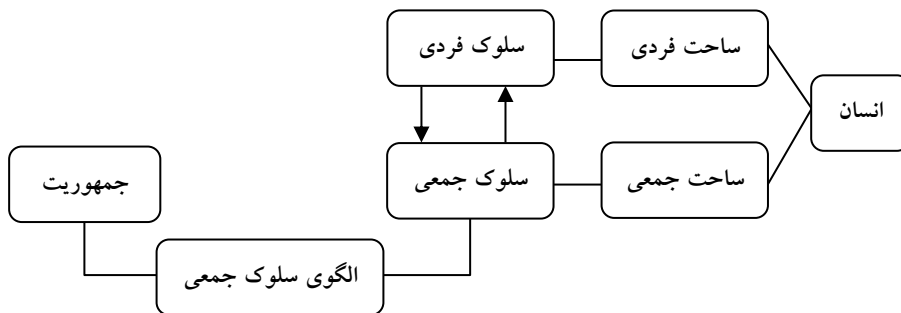 سلوک فردی
ساحت فردی
انسان
سلوک جمعی
ساحت جمعی
جمهوریت
الگوی سلوک جمعی